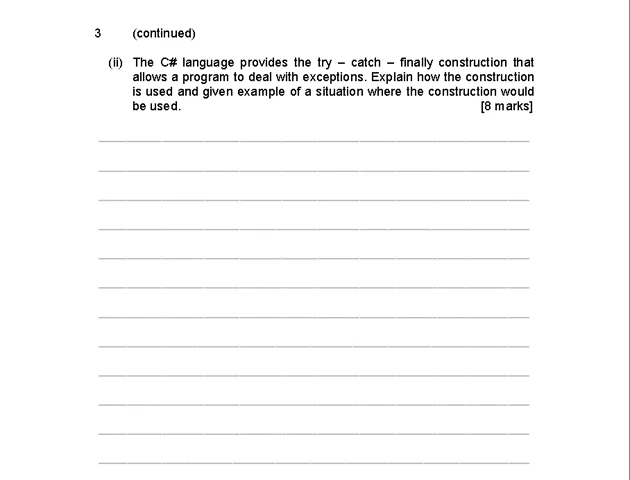 3 (continued)
(ii) The C# language provides the try – catch – finally construction that
allows a program to deal with exceptions. Explain how the construction
is used and given example of a situation where the construction would
be used. [8 marks]